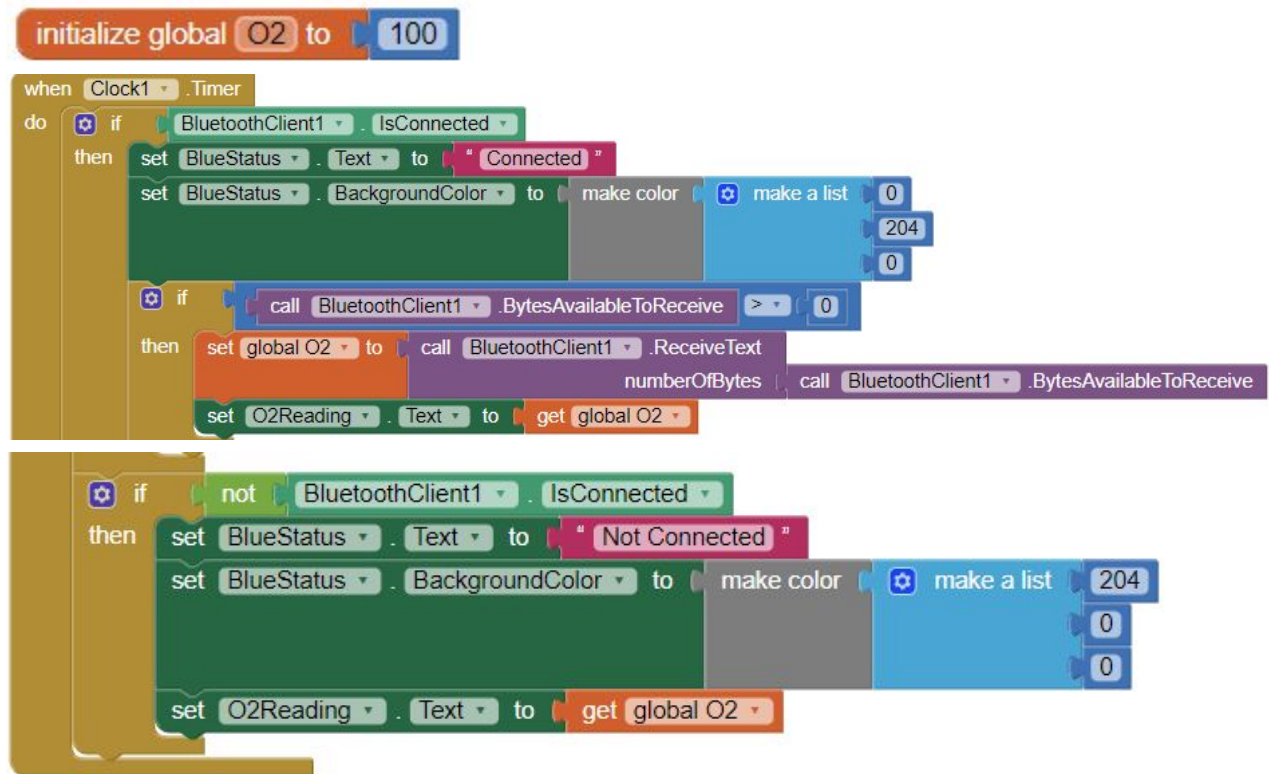 initialize global O2 to 100
when Clock1 .Timer
do if BluetoothClient1 . IsConnected
then set BlueStatus . Text to " Connected "
set BlueStatus . BackgroundColor to make color make a list 0
204
0
if call BluetoothClient1 .BytesAvailableToReceive > 0
then set global O2 to call BluetoothClient1 .ReceiveText
numberOfBytes call BluetoothClient1 .BytesAvailableToReceive
set O2Reading . Text to get global O2
if not BluetoothClient1 . IsConnected
then set BlueStatus . Text to " Not Connected "
set BlueStatus . BackgroundColor to make color make a list 204
0
0
set O2Reading . Text to get global O2